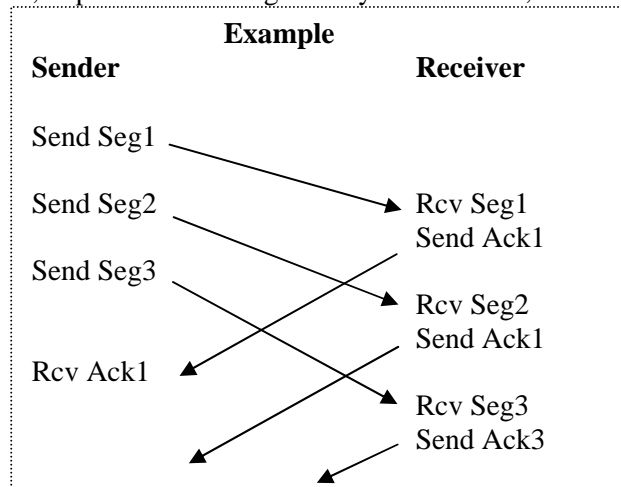 Example
Sender Receiver
Send Seg1
Send Seg2 Rcv Seg1
Send Ack1
Send Seg3
Rcv Seg2
Send Ack1
Rcv Ack1
Rcv Seg3
Send Ack3